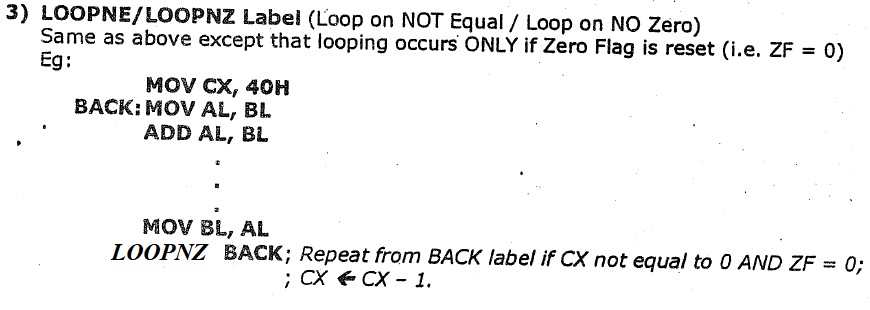 3) LOOPNE/LOOPNZ Label (Loop on NOT Equal / Loop on NO Zero)
Same as above except that looping occurs ONLY if Zero Flag is reset (i.e. ZF = 0)
Eg:
MOV CX, 40H
BACK: MOV AL, BL
ADD AL, BL
.
.
.
MOV BL, AL
LOOPNZ BACK; Repeat from BACK label if CX not equal to 0 AND ZF = 0;
; CX ← CX – 1.